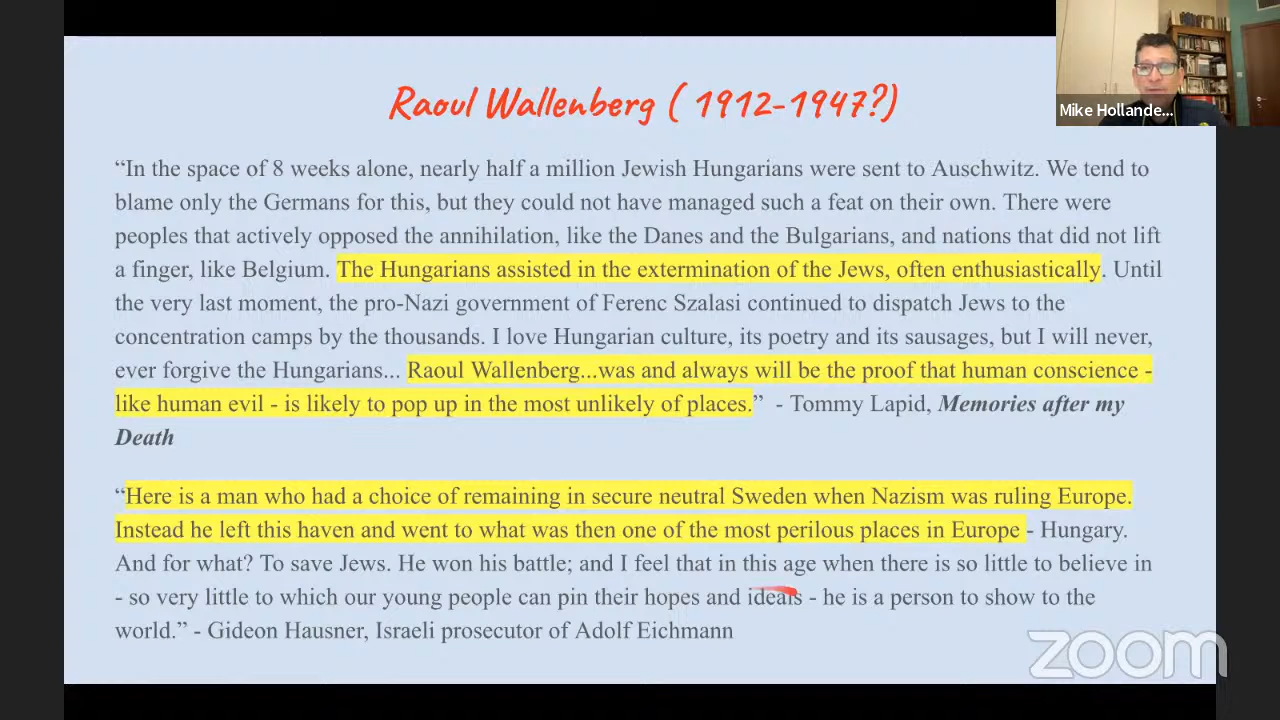 Raoul Wallenberg ( 1912-1947?)
Mike Hollande...
“In the space of 8 weeks alone, nearly half a million Jewish Hungarians were sent to Auschwitz. We tend to
blame only the Germans for this, but they could not have managed such a feat on their own. There were
peoples that actively opposed the annihilation, like the Danes and the Bulgarians, and nations that did not lift
a finger, like Belgium. The Hungarians assisted in the extermination of the Jews, often enthusiastically. Until
the very last moment, the pro-Nazi government of Ferenc Szalasi continued to dispatch Jews to the
concentration camps by the thousands. I love Hungarian culture, its poetry and its sausages, but I will never,
ever forgive the Hungarians... Raoul Wallenberg...was and always will be the proof that human conscience -
like human evil - is likely to pop up in the most unlikely of places.” - Tommy Lapid, Memories after my
Death
“Here is a man who had a choice of remaining in secure neutral Sweden when Nazism was ruling Europe.
Instead he left this haven and went to what was then one of the most perilous places in Europe - Hungary.
And for what? To save Jews. He won his battle; and I feel that in this age when there is so little to believe in
- so very little to which our young people can pin their hopes and ideals - he is a person to show to the
world.” - Gideon Hausner, Israeli prosecutor of Adolf Eichmann
zoom